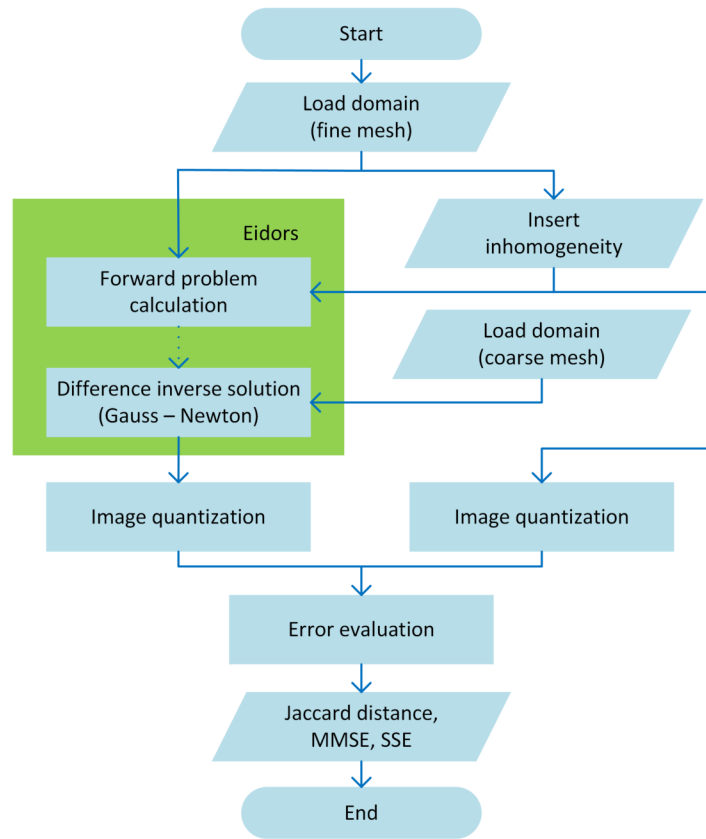 Start
Load domain
(fine mesh)
Eidors
Insert
inhomogeneity
Forward problem
calculation
Load domain
(coarse mesh)
Difference inverse solution
(Gauss – Newton)
Image quantization
Image quantization
Error evaluation
Jaccard distance,
MMSE, SSE
End